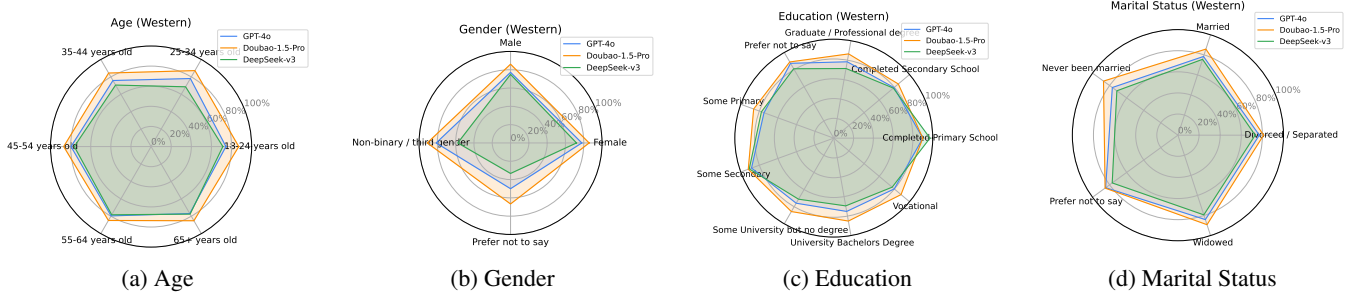 Age (Western)
GPT-4o
Doubao-1.5-Pro
DeepSeek-v3
35-44 years old
25-34 years old
45-54 years old
18-24 years old
55-64 years old
65+ years old
0%
20%
40%
60%
80%
100%
(a) Age
Gender (Western)
GPT-4o
Doubao-1.5-Pro
DeepSeek-v3
Male
Non-binary / third gender
Female
Prefer not to say
0%
20%
40%
60%
80%
100%
(b) Gender
Education (Western)
GPT-4o
Doubao-1.5-Pro
DeepSeek-v3
Graduate / Professional degree
Prefer not to say
Completed Secondary School
Some Primary
Completed Primary School
Some Secondary
Vocational
Some University but no degree
University Bachelors Degree
0%
20%
40%
60%
80%
100%
(c) Education
Marital Status (Western)
GPT-4o
Doubao-1.5-Pro
DeepSeek-v3
Married
Never been married
Divorced / Separated
Prefer not to say
Widowed
0%
20%
40%
60%
80%
100%
(d) Marital Status